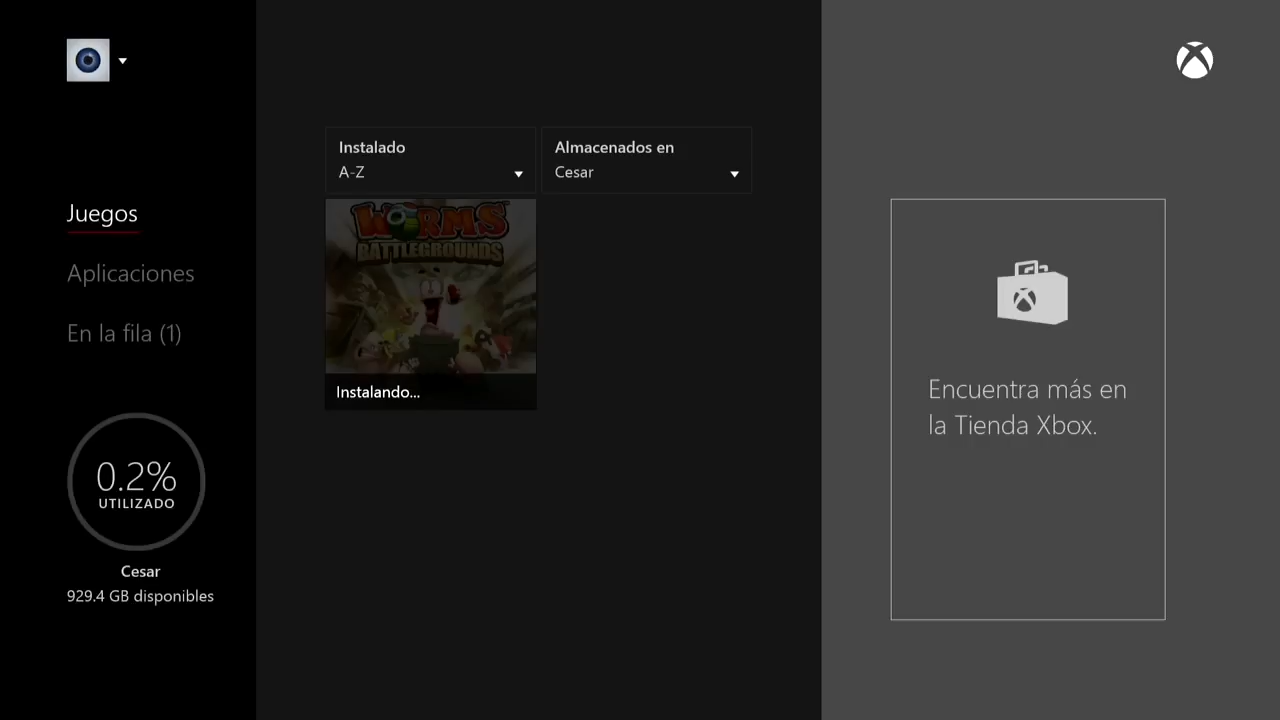 Juegos
Aplicaciones
En la fila (1)
0.2%
UTILIZADO
Cesar
929.4 GB disponibles
Instalado
A-Z
Almacenados en
Cesar
WORMS
BATTLEGROUNDS
Instalando...
Encuentra más en
la Tienda Xbox.